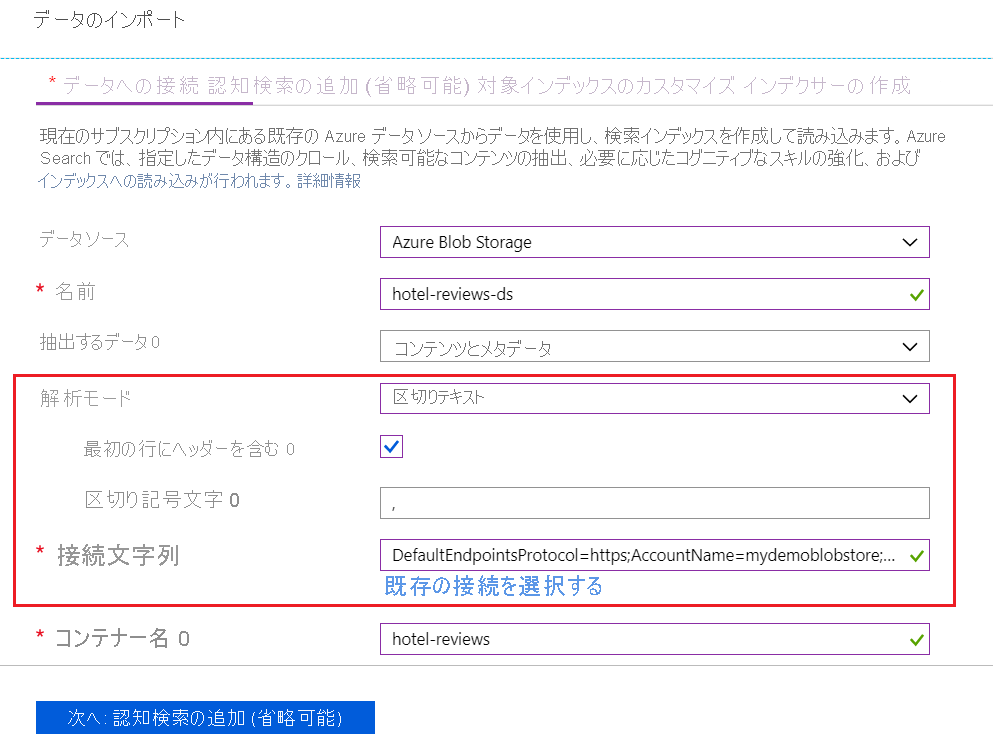 データのインポート
* データへの接続 認知検索の追加 (省略可能) 対象インデックスのカスタマイズ インデクサーの作成
現在のサブスクリプション内にある既存の Azure データソースからデータを使用し、検索インデックスを作成して読み込みます。Azure
Search では、指定したデータ構造のクロール、検索可能なコンテンツの抽出、必要に応じたコグニティブなスキルの強化、および
インデックスへの読み込みが行われます。詳細情報
データソース
Azure Blob Storage
* 名前
hotel-reviews-ds
抽出するデータ0
コンテンツとメタデータ
解析モード
区切りテキスト
最初の行にヘッダーを含む 0
区切り記号文字 0
,
* 接続文字列
DefaultEndpointsProtocol=https;AccountName=mydemoblobstore;...
既存の接続を選択する
* コンテナー名 0
hotel-reviews
次へ: 認知検索の追加 (省略可能)